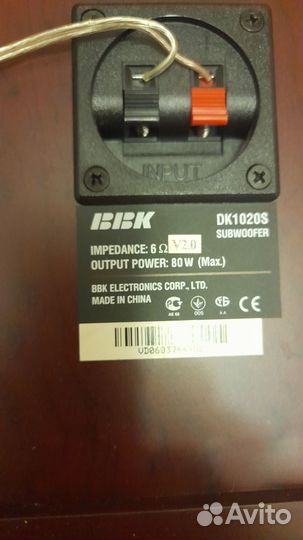 INPUT
BBK DK1020S
SUBWOOFER
IMPEDANCE: 6 Ω V2.0
OUTPUT POWER: 80W (Max.)
BBK ELECTRONICS CORP., LTD.
MADE IN CHINA
CE
Avito